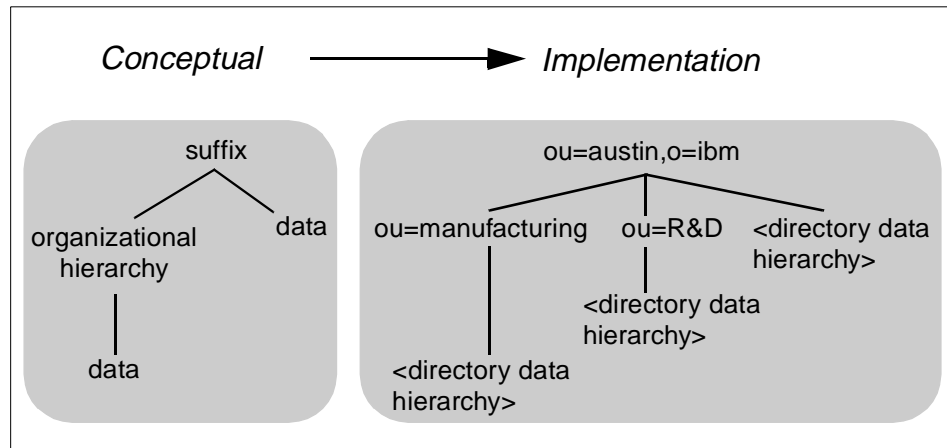 Conceptual
Implementation
suffix
organizational
hierarchy
data
data
ou=austin,o=ibm
ou=manufacturing
ou=R&D
<directory data
hierarchy>
<directory data
hierarchy>
<directory data
hierarchy>